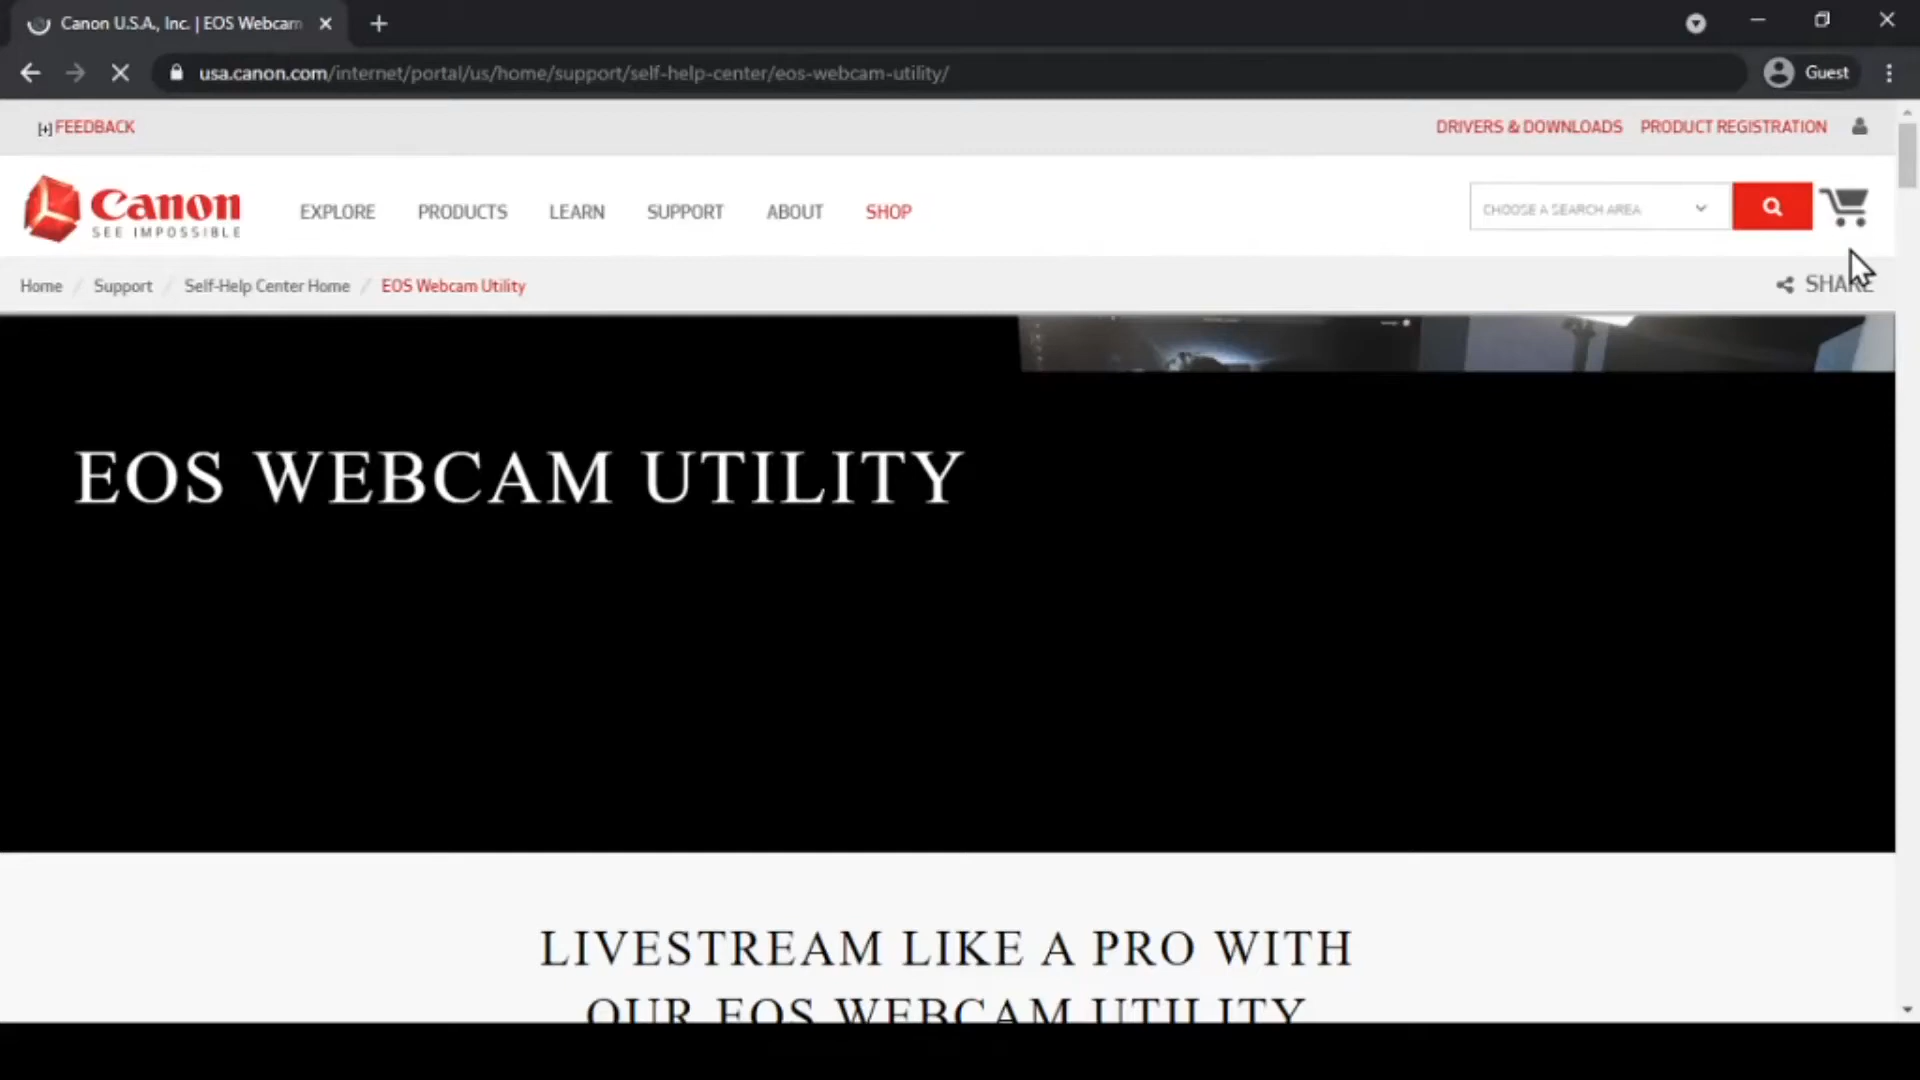 Canon U.S.A., Inc. | EOS Webcam
usa.canon.com/internet/portal/us/home/support/self-help-center/eos-webcam-utility/
Guest
[+] FEEDBACK
DRIVERS & DOWNLOADS PRODUCT REGISTRATION
Canon
SEE IMPOSSIBLE
EXPLORE PRODUCTS LEARN SUPPORT ABOUT SHOP
CHOOSE A SEARCH AREA
Home / Support / Self-Help Center Home / EOS Webcam Utility
SHARE
EOS WEBCAM UTILITY
LIVESTREAM LIKE A PRO WITH
OUR EOS WEBCAM UTILITY